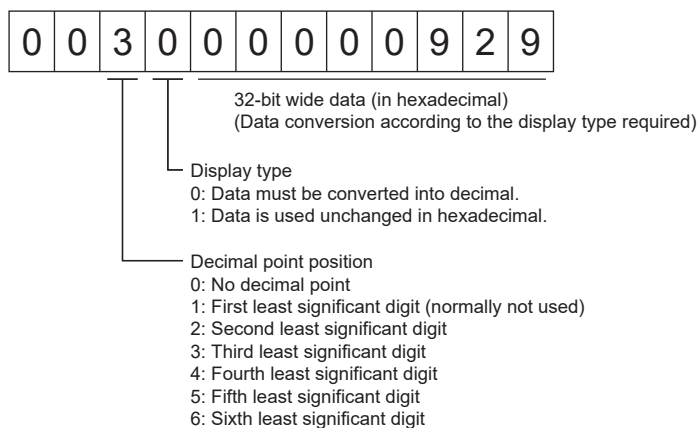 0 0 3 0 0 0 0 0 0 9 2 9
32-bit wide data (in hexadecimal)
(Data conversion according to the display type required)
Display type
0: Data must be converted into decimal.
1: Data is used unchanged in hexadecimal.
Decimal point position
0: No decimal point
1: First least significant digit (normally not used)
2: Second least significant digit
3: Third least significant digit
4: Fourth least significant digit
5: Fifth least significant digit
6: Sixth least significant digit